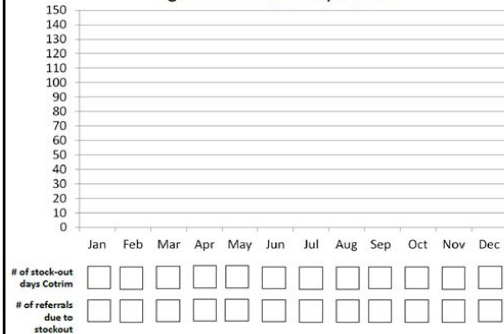 150
140
130
120
110
100
90
80
70
60
50
40
30
20
10
0
Jan Feb Mar Apr May Jun Jul Aug Sep Oct Nov Dec
# of stock-out
days Cotrim
# of referrals
due to
stockout